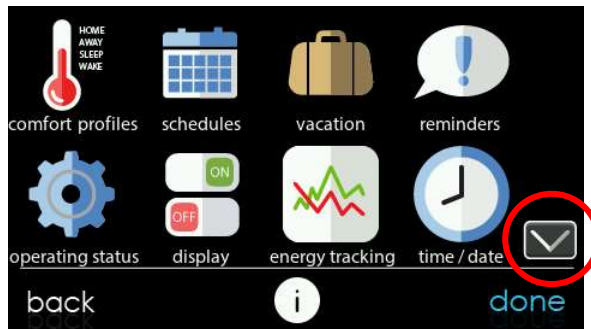 HOME
AWAY
SLEEP
WAKE
comfort profiles schedules vacation reminders
ON
OFF
operating status display energy tracking time / date
back i done